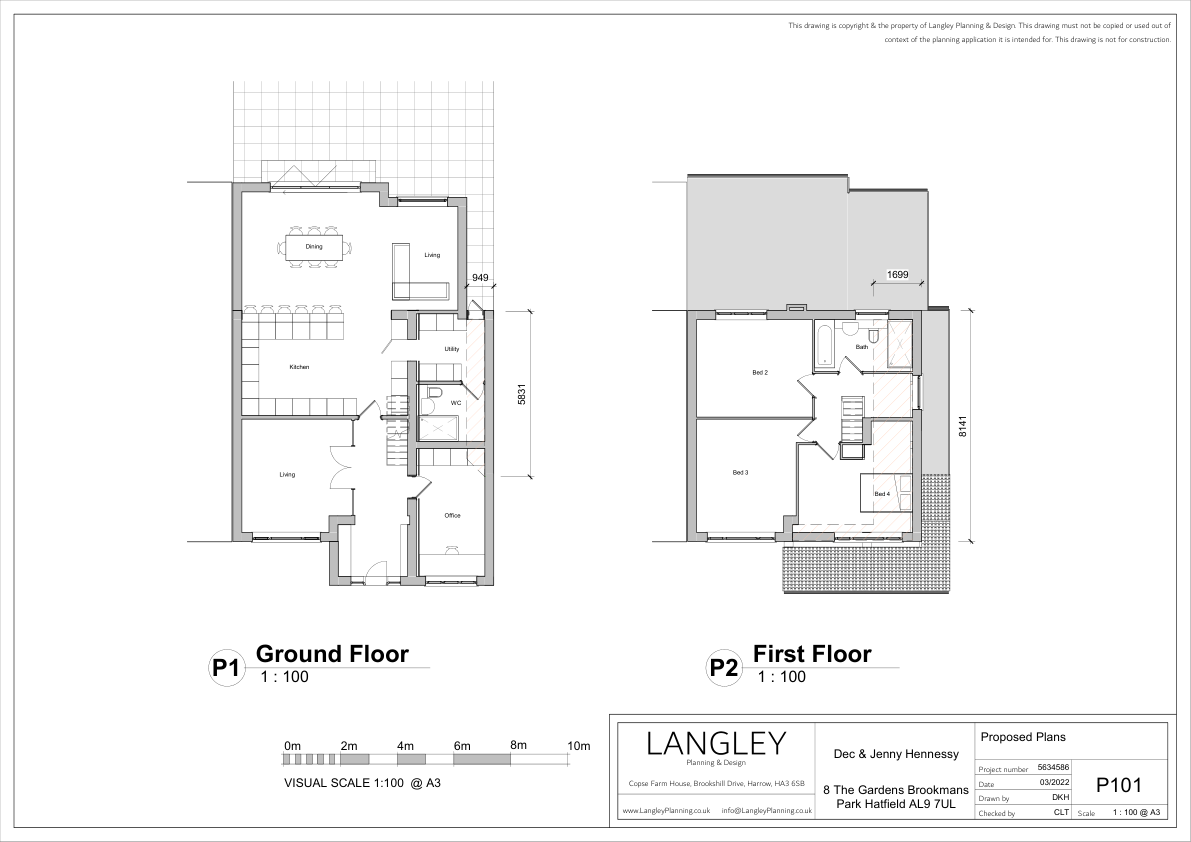 This drawing is copyright & the property of Langley Planning & Design. This drawing must not be copied or used out of
context of the planning application it is intended for. This drawing is not for construction.
Dining
Living
949
Utility
Kitchen
WC
5831
Living
Office
1699
Bath
Bed 2
8141
Bed 3
Bed 4
P1
Ground Floor
1 : 100
P2
First Floor
1 : 100
0m
2m
4m
6m
8m
10m
VISUAL SCALE 1:100 @ A3
LANGLEY
Planning & Design
Copse Farm House, Brookshill Drive, Harrow, HA3 6SB
www.LangleyPlanning.co.uk info@LangleyPlanning.co.uk
Dec & Jenny Hennessy
8 The Gardens Brookmans
Park Hatfield AL9 7UL
Proposed Plans
Project number 5634586
Date 03/2022
Drawn by DKH
Checked by CLT
P101
Scale 1 : 100 @ A3